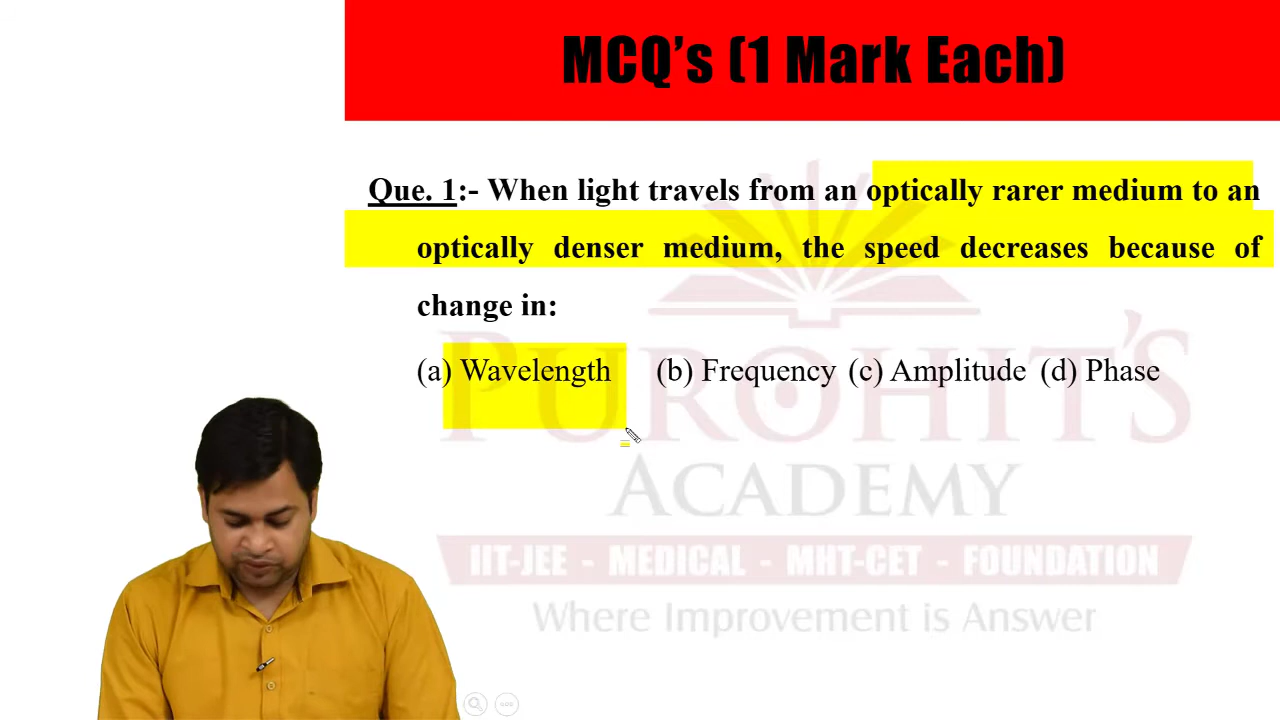 MCQ’s (1 Mark Each)
Que. 1:- When light travels from an optically rarer medium to an
optically denser medium, the speed decreases because of
change in:
(a) Wavelength (b) Frequency (c) Amplitude (d) Phase
PUROHIT’S
ACADEMY
IIT-JEE - MEDICAL - MHT-CET - FOUNDATION
Where Improvement is Answer